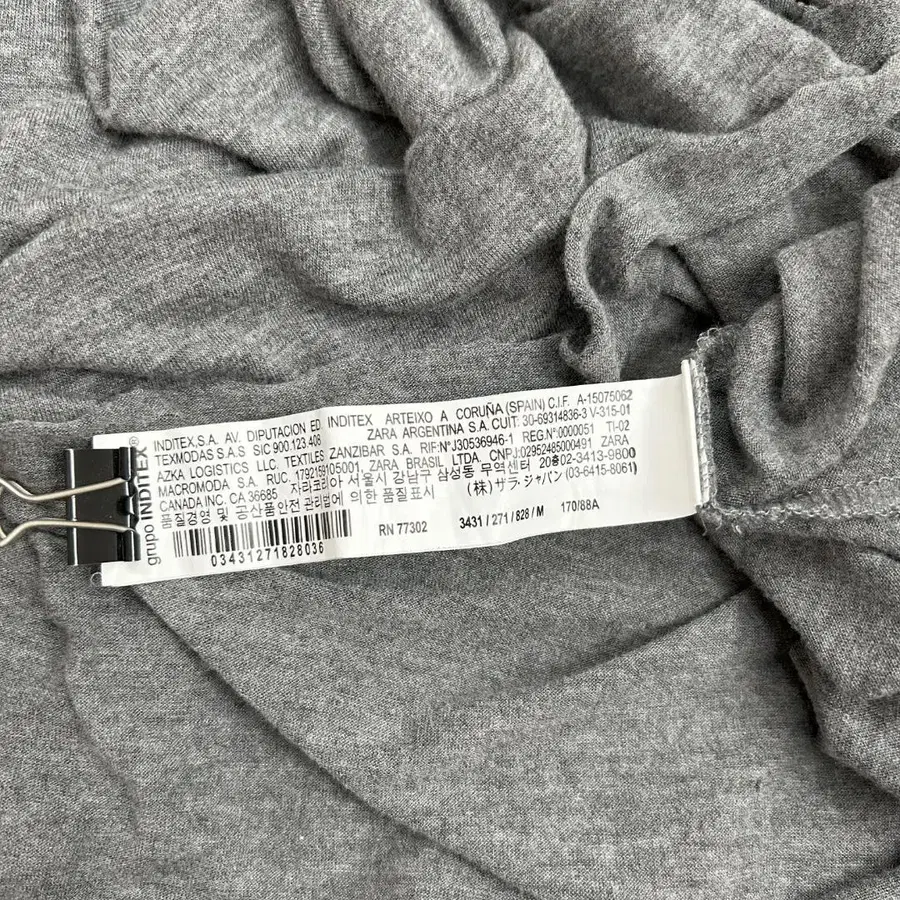 grupo INDITEX®
INDITEX,S.A. AV. DIPUTACION ED INDITEX ARTEIXO A CORUÑA (SPAIN) C.I.F. A-15075062
TEXMODAS S.A.S SIC 900.123.408 ZARA ARGENTINA S.A. CUIT: 30-69314836-3 V-315-01
AZKA LOGISTICS LLC. TEXTILES ZANZIBAR S.A. RIF:Nº.J30536946-1 REG.Nº:0000051 TI-02
MACROMODA S.A. RUC. 1792159105001, ZARA BRASIL, LTDA. CNPJ:02952485000491 ZARA
CANADA INC. CA 36685 자라코리아 서울시 강남구 삼성동 무역센터 20층 02-3413-9800
품질경영 및 공산품안전 관리법에 의한 품질표시 (株) ザラ・ジャパン (03-6415-8061)
RN 77302 3431 / 271 / 828 / M 170/88A
03431271828036